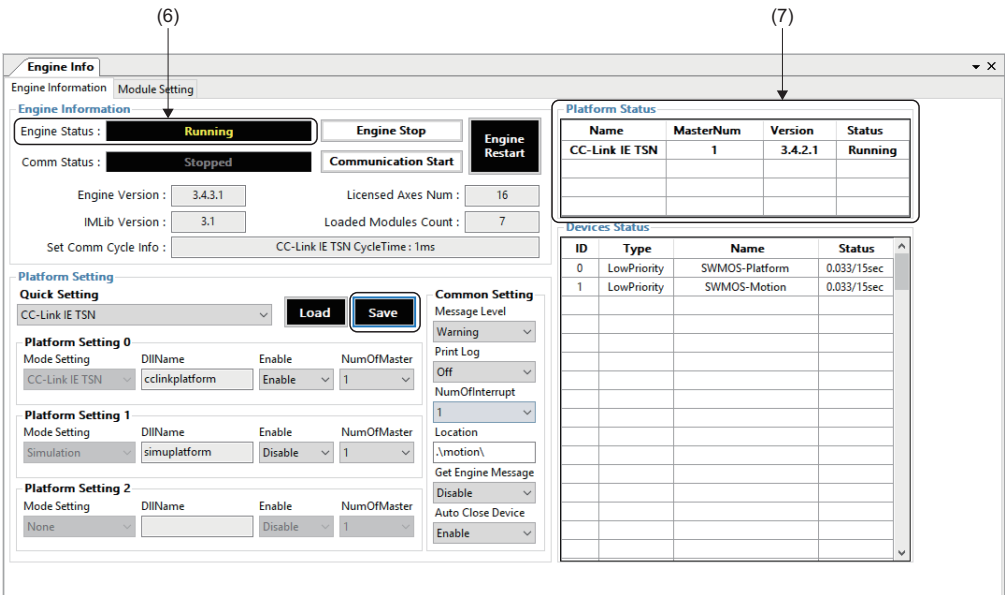 (6) (7)
Engine Info
Engine Information Module Setting
Engine Information
Engine Status : Running Engine Stop Engine Restart
Comm Status : Stopped Communication Start
Engine Version : 3.4.3.1 Licensed Axes Num : 16
IMLib Version : 3.1 Loaded Modules Count : 7
Set Comm Cycle Info : CC-Link IE TSN CycleTime : 1ms
Platform Status
Name MasterNum Version Status
CC-Link IE TSN 1 3.4.2.1 Running
Devices Status
ID Type Name Status
0 LowPriority SWMOS-Platform 0.033/15sec
1 LowPriority SWMOS-Motion 0.033/15sec
Platform Setting
Quick Setting
CC-Link IE TSN Load Save
Platform Setting 0
Mode Setting DllName Enable NumOfMaster
CC-Link IE TSN cclinkplatform Enable 1
Platform Setting 1
Mode Setting DllName Enable NumOfMaster
Simulation simuplatform Disable 1
Platform Setting 2
Mode Setting DllName Enable NumOfMaster
None Disable 1
Common Setting
Message Level
Warning
Print Log
Off
NumOfInterrupt
1
Location
.\motion\
Get Engine Message
Disable
Auto Close Device
Enable